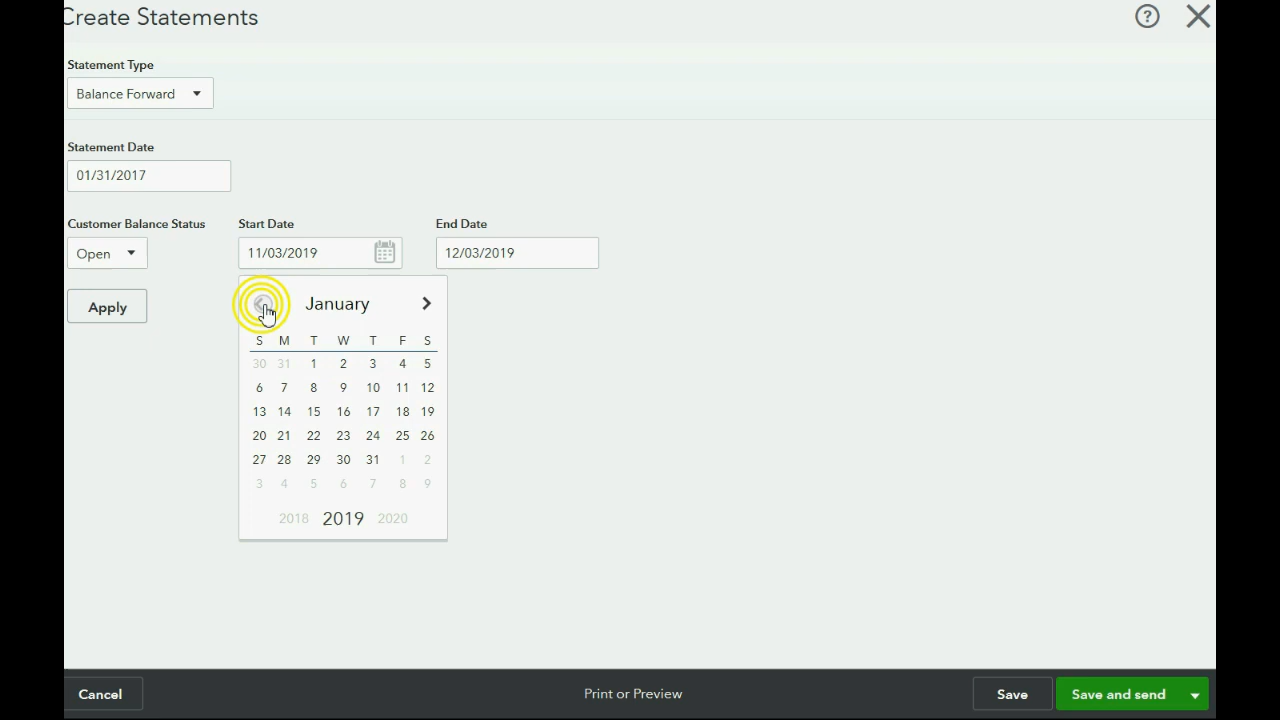 Create Statements
Statement Type
Balance Forward
Statement Date
01/31/2017
Customer Balance Status Start Date End Date
Open 11/03/2019 12/03/2019
Apply
January
S M T W T F S
30 31 1 2 3 4 5
6 7 8 9 10 11 12
13 14 15 16 17 18 19
20 21 22 23 24 25 26
27 28 29 30 31 1 2
3 4 5 6 7 8 9
2018 2019 2020
Cancel Print or Preview Save Save and send